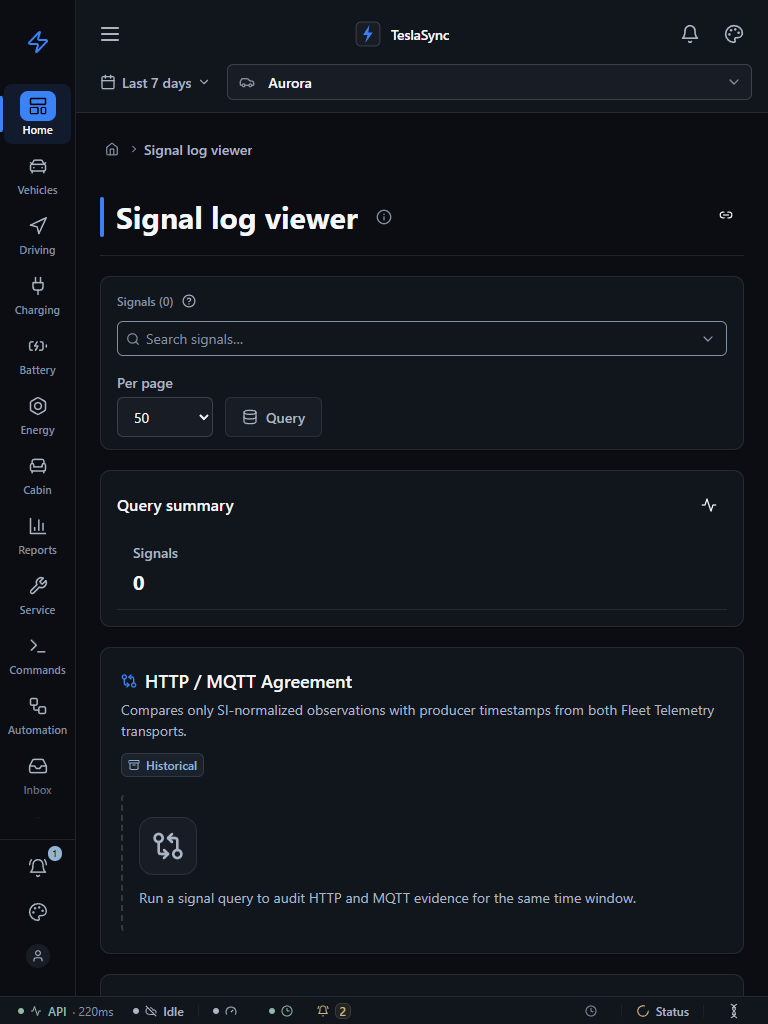 TeslaSync
Last 7 days
Aurora
Home
Vehicles
Driving
Charging
Battery
Energy
Cabin
Reports
Service
Commands
Automation
Inbox
1
Signal log viewer
Signal log viewer
Signals (0)
Search signals...
Per page
50
Query
Query summary
Signals
0
HTTP / MQTT Agreement
Compares only SI-normalized observations with producer timestamps from both Fleet Telemetry
transports.
Historical
Run a signal query to audit HTTP and MQTT evidence for the same time window.
API · 220ms
Idle
2
Status